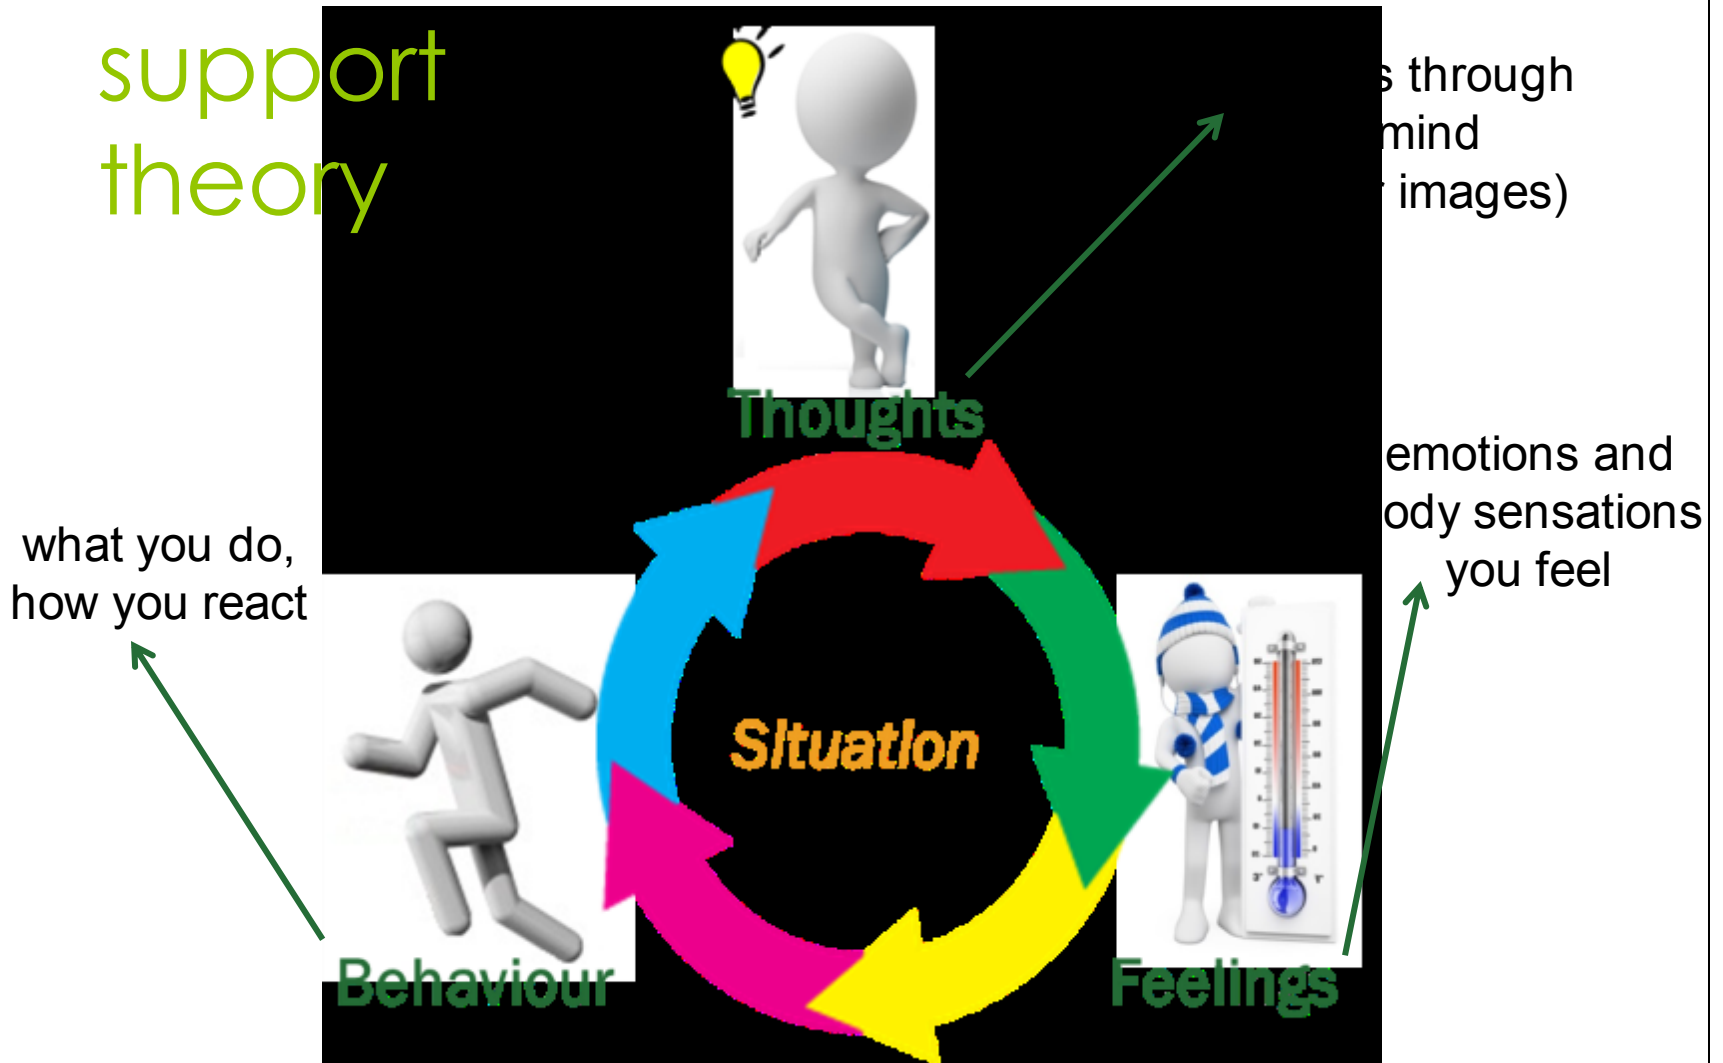 support
theory
through
mind
images)
Thoughts
emotions and
sensations
you feel
what you do,
how you react
Situation
Behaviour
Feelings